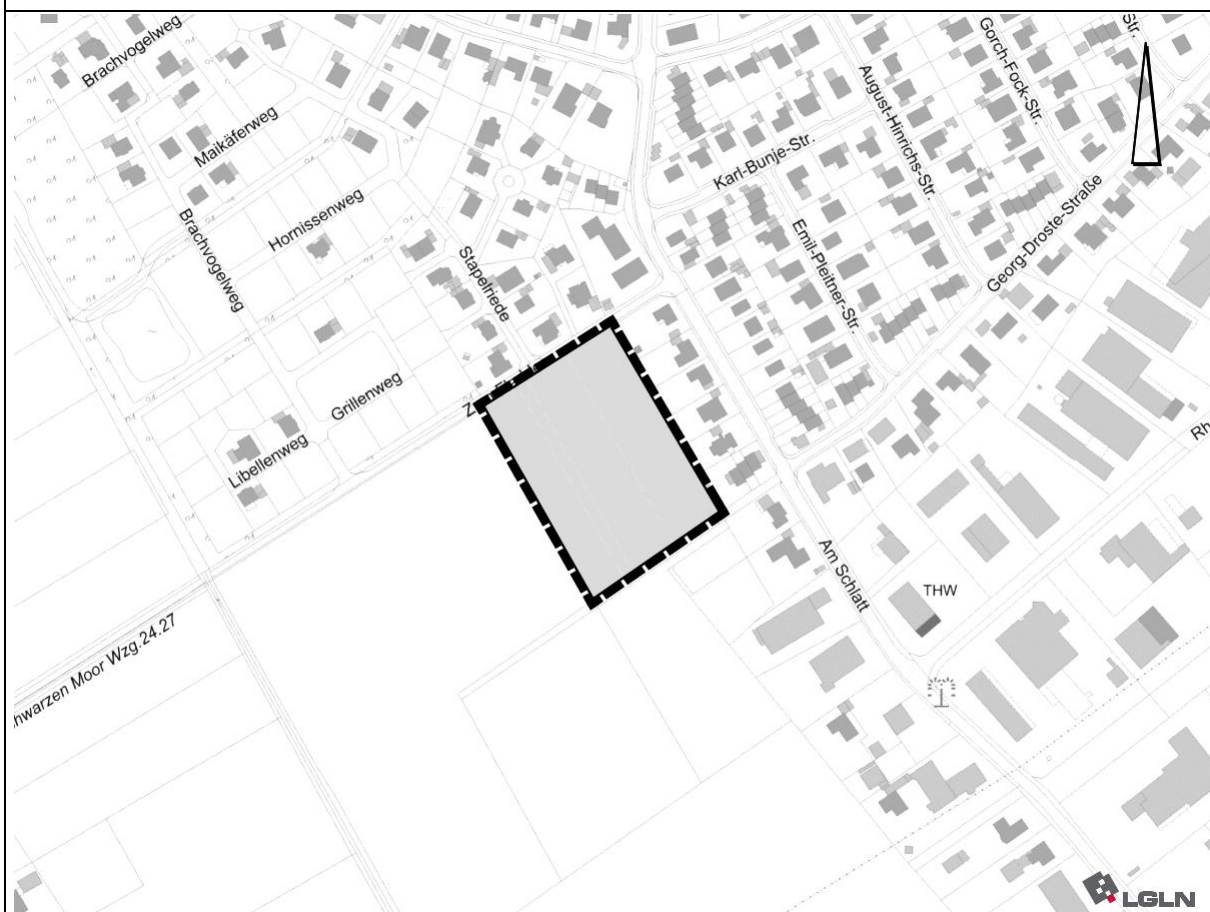 Brachvogelweg
Maikäferweg
Hornissenweg
Brachvogelweg
Stapelriede
Grillenweg
Libellenweg
Karl-Bunje-Str.
August-Hinrichs-Str.
Gorch-Fock-Str.
Str.
Emil-Pleitner-Str.
Georg-Droste-Straße
Am Schlatt
THW
hwarzen Moor Wzg.24.27
LGLN